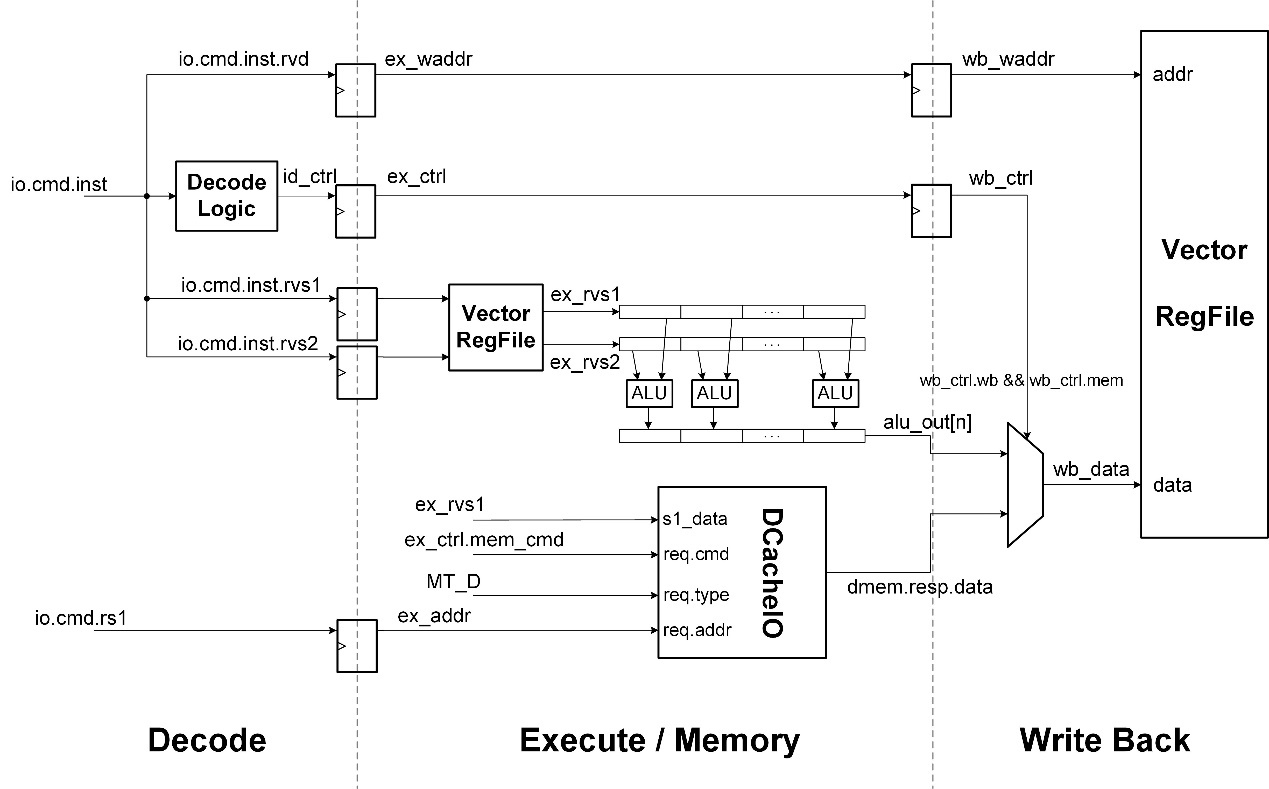 io.cmd.inst.rvd
ex_waddr
wb_waddr
addr
io.cmd.inst
Decode
Logic
id_ctrl
ex_ctrl
wb_ctrl
io.cmd.inst.rvs1
io.cmd.inst.rvs2
Vector
RegFile
ex_rvs1
ex_rvs2
...
...
ALU
ALU
ALU
...
alu_out[n]
wb_ctrl.wb && wb_ctrl.mem
Vector
RegFile
wb_data
data
ex_rvs1
ex_ctrl.mem_cmd
MT_D
io.cmd.rs1
ex_addr
s1_data
req.cmd
req.type
req.addr
DCacheIO
dmem.resp.data
Decode
Execute / Memory
Write Back